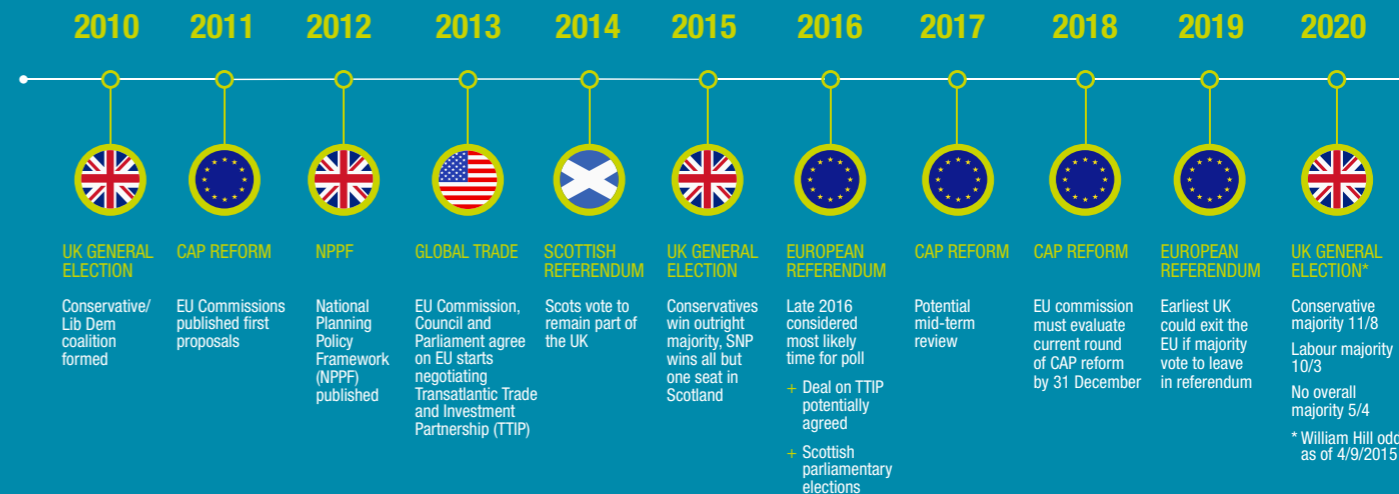 2010 2011 2012 2013 2014 2015 2016 2017 2018 2019 2020
UK GENERAL
ELECTION
Conservative/
Lib Dem
coalition
formed
CAP REFORM
EU Commissions
published first
proposals
NPPF
National
Planning
Policy
Framework
(NPPF)
published
GLOBAL TRADE
EU Commission,
Council and
Parliament agree
on EU starts
negotiating
Transatlantic Trade
and Investment
Partnership (TTIP)
SCOTTISH
REFERENDUM
Scots vote to
remain part of
the UK
UK GENERAL
ELECTION
Conservatives
win outright
majority, SNP
wins all but
one seat in
Scotland
EUROPEAN
REFERENDUM
Late 2016
considered
most likely
time for poll
+ Deal on TTIP
potentially
agreed
+ Scottish
parliamentary
elections
CAP REFORM
Potential
mid-term
review
CAP REFORM
EU commission
must evaluate
current round
of CAP reform
by 31 December
EUROPEAN
REFERENDUM
Earliest UK
could exit the
EU if majority
vote to leave
in referendum
UK GENERAL
ELECTION*
Conservative
majority 11/8
Labour majority
10/3
No overall
majority 5/4
* William Hill
as of 4/9/2015